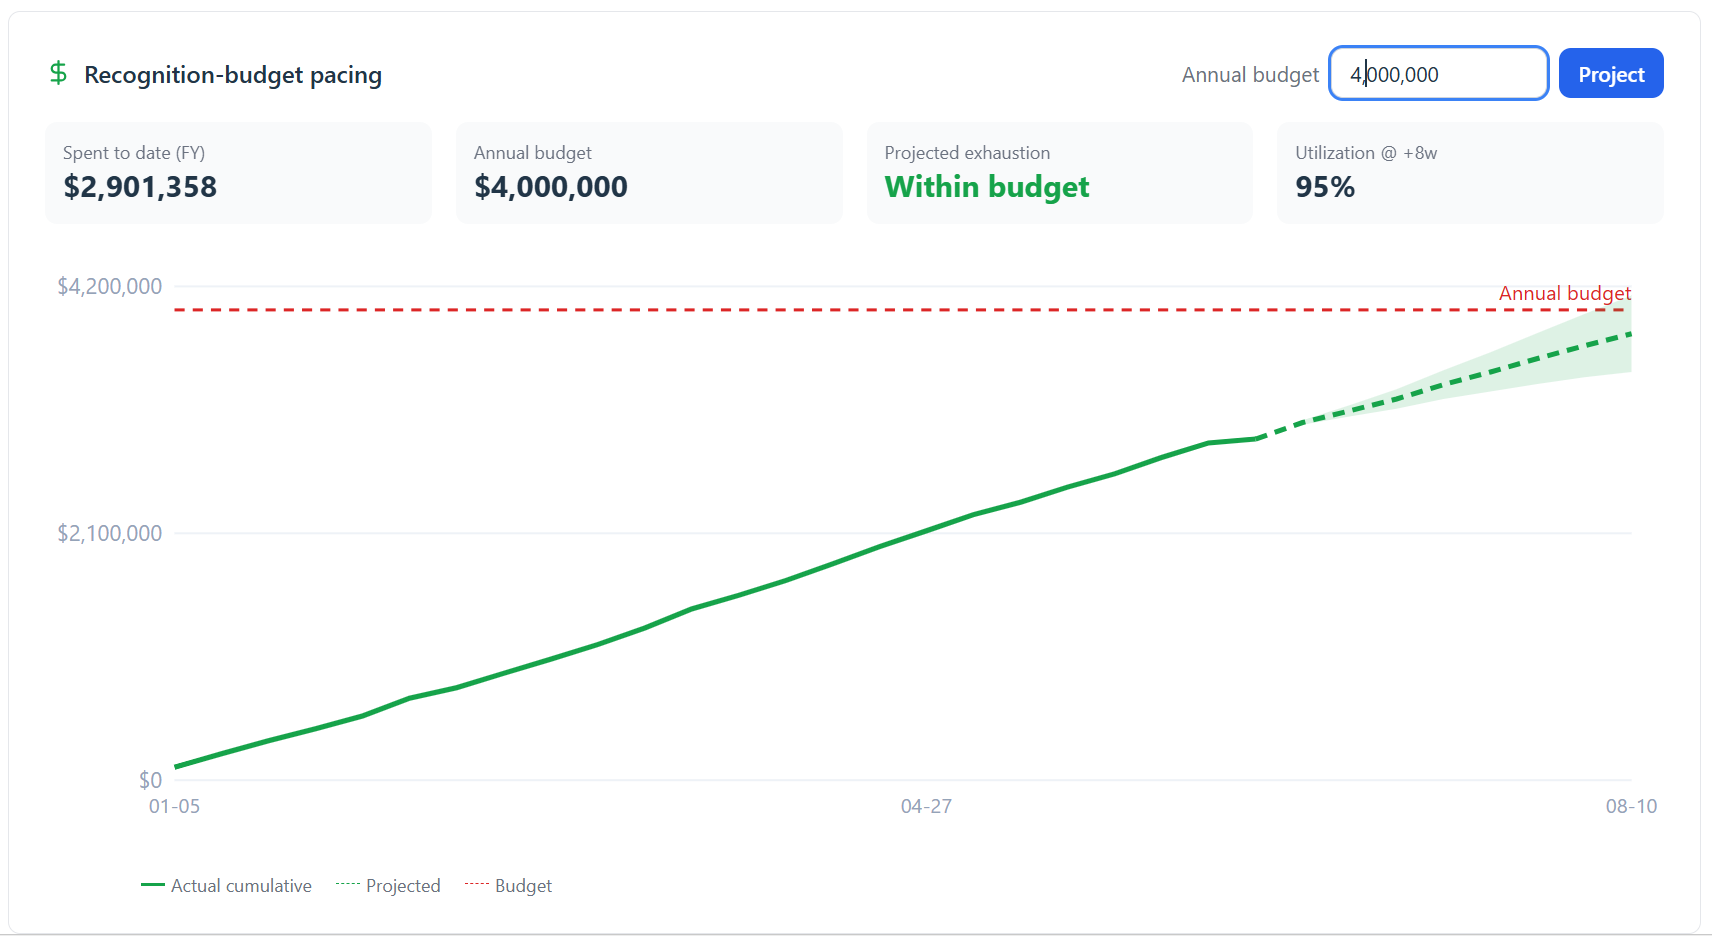 Recognition-budget pacing
Annual budget 4,000,000 Project
Spent to date (FY)
$2,901,358
Annual budget
$4,000,000
Projected exhaustion
Within budget
Utilization @ +8w
95%
$4,200,000
Annual budget
$2,100,000
$0
01-05 04-27 08-10
Actual cumulative Projected Budget